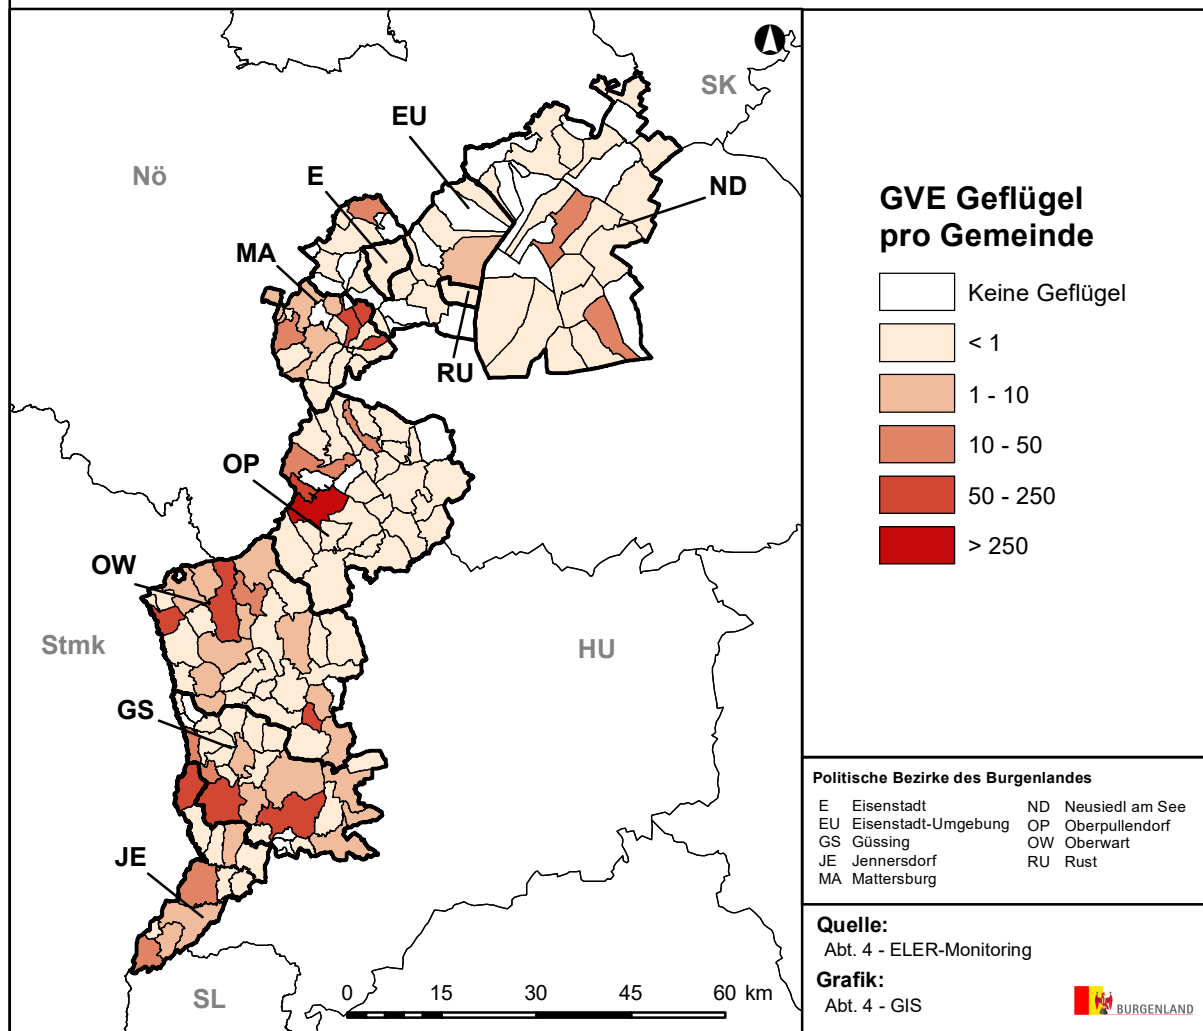 SK
EU
Nö
E
ND
MA
RU
OP
OW
Stmk
HU
GS
JE
SL
0 15 30 45 60 km
GVE Geflügel
pro Gemeinde
Keine Geflügel
< 1
1 - 10
10 - 50
50 - 250
> 250
Politische Bezirke des Burgenlandes
E Eisenstadt
EU Eisenstadt-Umgebung
GS Güssing
JE Jennersdorf
MA Mattersburg
ND Neusiedl am See
OP Oberpullendorf
OW Oberwart
RU Rust
Quelle:
Abt. 4 - ELER-Monitoring
Grafik:
Abt. 4 - GIS
BURGENLAND